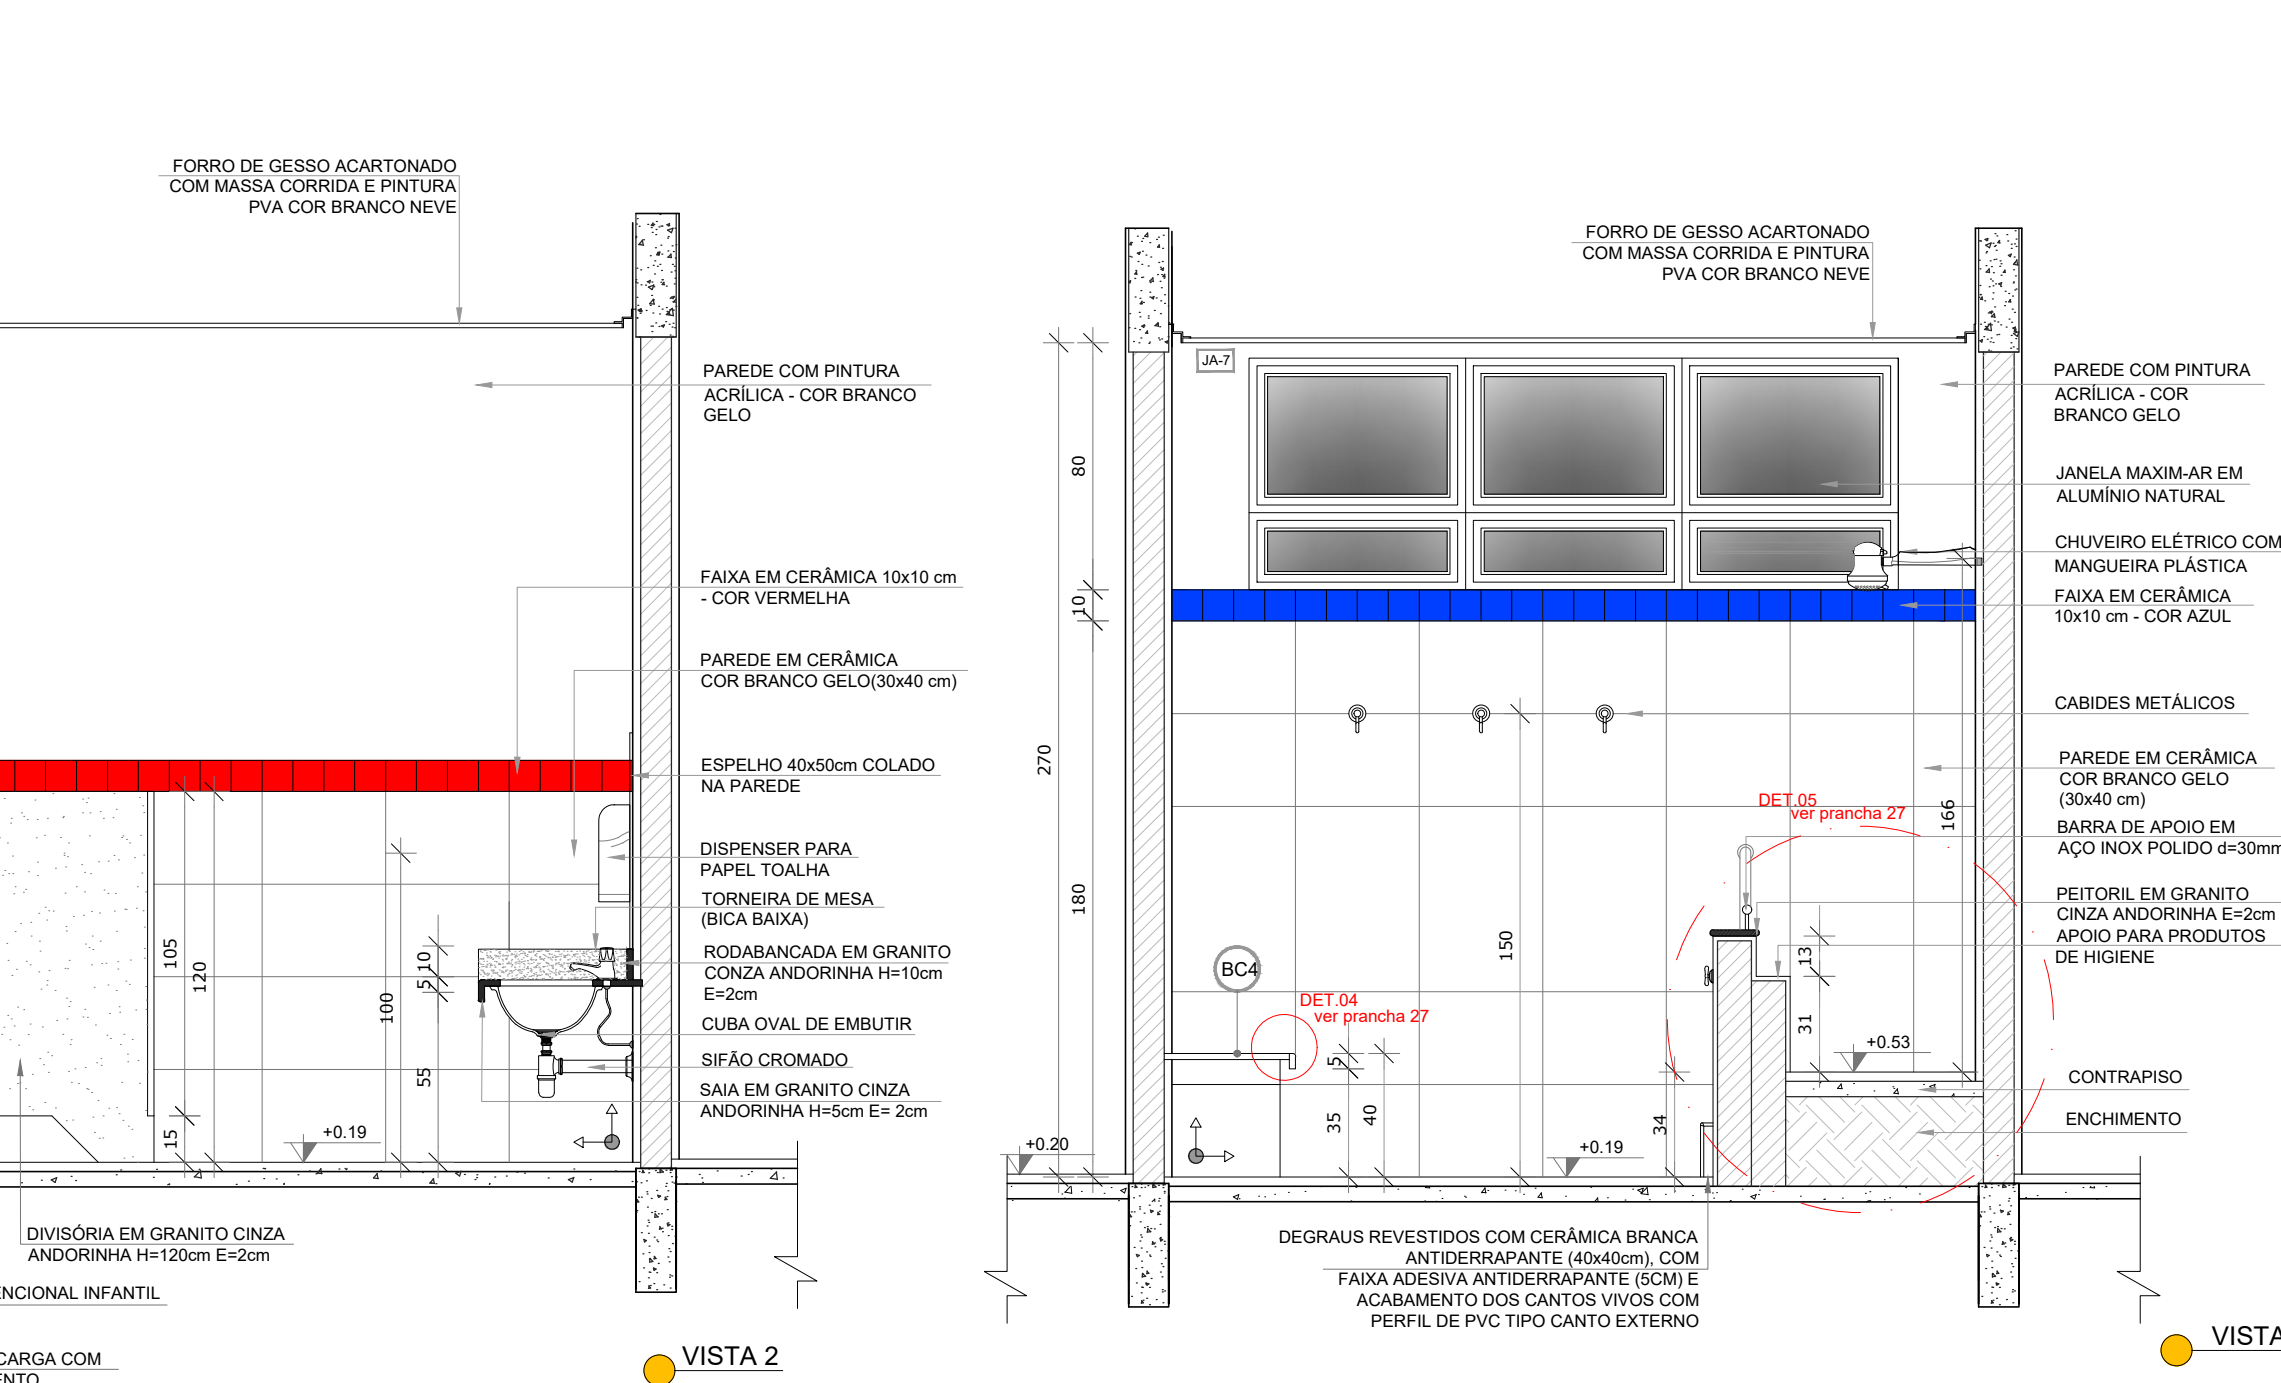 FORRO DE GESSO ACARTONADO
COM MASSA CORRIDA E PINTURA
PVA COR BRANCO NEVE
PAREDE COM PINTURA
ACRÍLICA - COR BRANCO
GELO
FAIXA EM CERÂMICA 10x10 cm
- COR VERMELHA
PAREDE EM CERÂMICA
COR BRANCO GELO(30x40 cm)
ESPELHO 40x50cm COLADO
NA PAREDE
DISPENSER PARA
PAPEL TOALHA
TORNEIRA DE MESA
(BICA BAIXA)
RODABANCADA EM GRANITO
CONZA ANDORINHA H=10cm
E=2cm
CUBA OVAL DE EMBUTIR
SIFÃO CROMADO
SAIA EM GRANITO CINZA
ANDORINHA H=5cm E= 2cm
105
120
15
100
10
5
55
+0.19
DIVISÓRIA EM GRANITO CINZA
ANDORINHA H=120cm E=2cm
ENCIONAL INFANTIL
CARGA COM
ENTO
VISTA 2
FORRO DE GESSO ACARTONADO
COM MASSA CORRIDA E PINTURA
PVA COR BRANCO NEVE
JA-7
PAREDE COM PINTURA
ACRÍLICA - COR
BRANCO GELO
JANELA MAXIM-AR EM
ALUMÍNIO NATURAL
CHUVEIRO ELÉTRICO COM
MANGUEIRA PLÁSTICA
FAIXA EM CERÂMICA
10x10 cm - COR AZUL
CABIDES METÁLICOS
PAREDE EM CERÂMICA
COR BRANCO GELO
(30x40 cm)
BARRA DE APOIO EM
AÇO INOX POLIDO d=30mm
PEITORIL EM GRANITO
CINZA ANDORINHA E=2cm
APOIO PARA PRODUTOS
DE HIGIENE
CONTRAPISO
ENCHIMENTO
80
10
270
180
150
166
DET.05
ver prancha 27
BC4
DET.04
ver prancha 27
5
35
40
34
13
31
+0.53
+0.20
+0.19
DEGRAUS REVESTIDOS COM CERÂMICA BRANCA
ANTIDERRAPANTE (40x40cm), COM
FAIXA ADESIVA ANTIDERRAPANTE (5CM) E
ACABAMENTO DOS CANTOS VIVOS COM
PERFIL DE PVC TIPO CANTO EXTERNO
VISTA